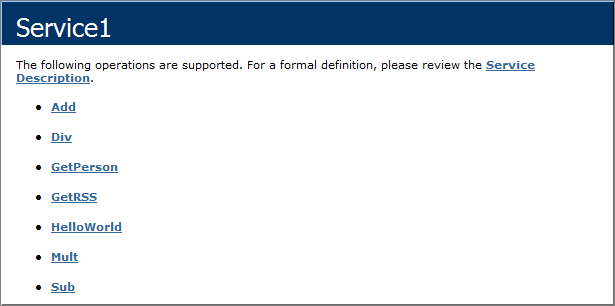 Service1
The following operations are supported. For a formal definition, please review the Service
Description.
Add
Div
GetPerson
GetRSS
HelloWorld
Mult
Sub